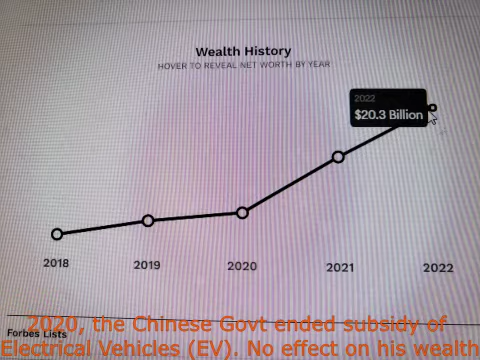 Wealth History
HOVER TO REVEAL NET WORTH BY YEAR
2022
$20.3 Billion
2018 2019 2020 2021 2022
2020, the Chinese Govt ended subsidy of
Forbes Lists
Electrical Vehicles (EV). No effect on his wealth